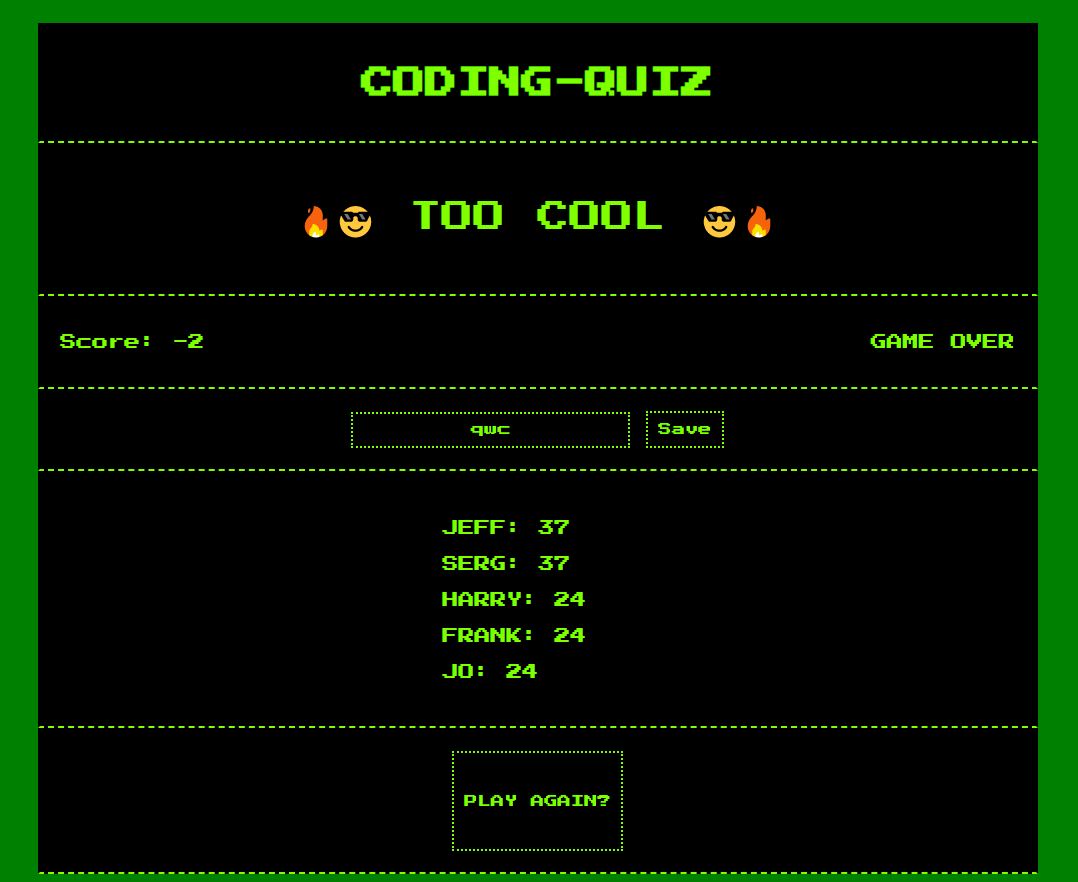 CODING-QUIZ
🔥😎 TOO COOL 😎🔥
Score: -2
GAME OVER
qwc
Save
JEFF: 37
SERG: 37
HARRY: 24
FRANK: 24
JO: 24
PLAY AGAIN?